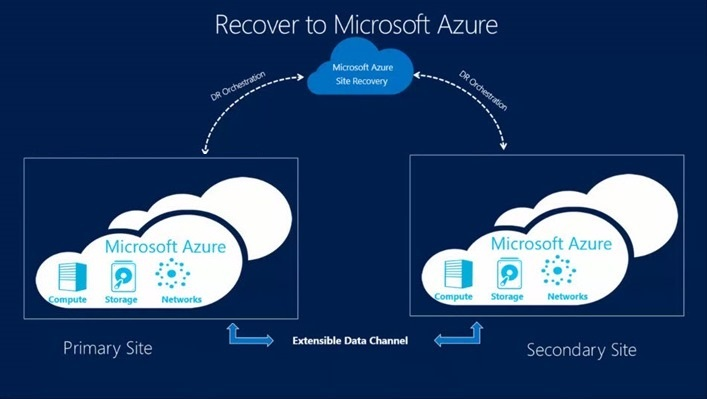 Recover to Microsoft Azure
Microsoft Azure
Site Recovery
DR Orchestration
DR Orchestration
Microsoft Azure
Compute
Storage
Networks
Microsoft Azure
Compute
Storage
Networks
Extensible Data Channel
Primary Site
Secondary Site